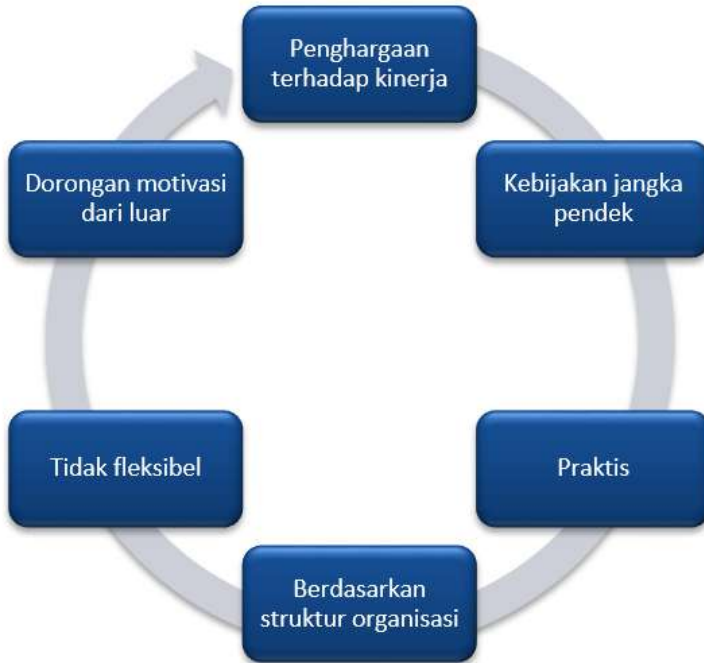 Penghargaan
terhadap kinerja
Kebijakan jangka
pendek
Praktis
Berdasarkan
struktur organisasi
Tidak fleksibel
Dorongan motivasi
dari luar